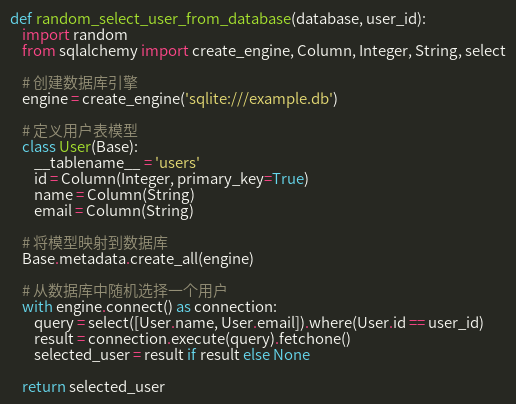 def random_select_user_from_database(database, user_id):
    import random
    from sqlalchemy import create_engine, Column, Integer, String, select

    # 创建数据库引擎
    engine = create_engine('sqlite:///example.db')

    # 定义用户表模型
    class User(Base):
        __tablename__ = 'users'
        id = Column(Integer, primary_key=True)
        name = Column(String)
        email = Column(String)

    # 将模型映射到数据库
    Base.metadata.create_all(engine)

    # 从数据库中随机选择一个用户
    with engine.connect() as connection:
        query = select([User.name, User.email]).where(User.id == user_id)
        result = connection.execute(query).fetchone()
        selected_user = result if result else None

    return selected_user